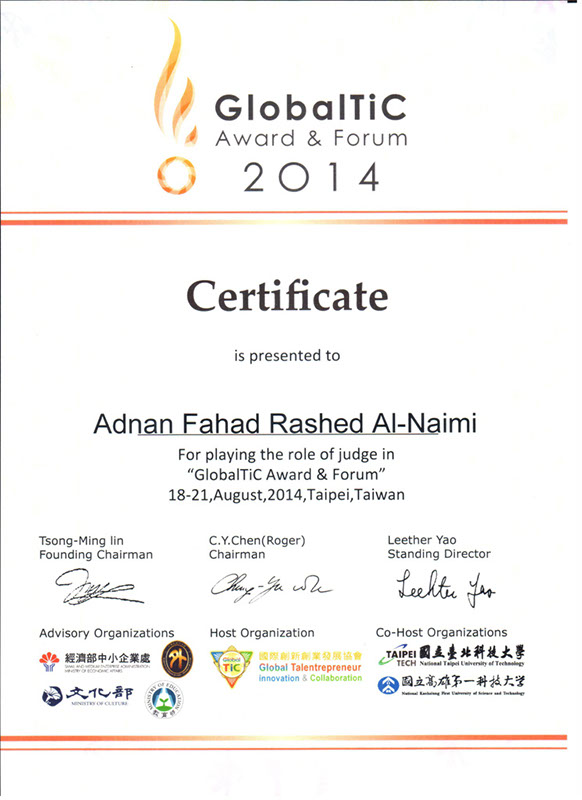 GlobalTiC
Award & Forum
2014
Certificate
is presented to
Adnan Fahad Rashed Al-Naimi
For playing the role of judge in
“GlobalTiC Award & Forum”
18-21,August,2014,Taipei,Taiwan
Tsong-Ming lin
Founding Chairman
C.Y.Chen(Roger)
Chairman
Leether Yao
Standing Director
Leether Yao
Advisory Organizations
經濟部中小企業處
SMALL AND MEDIUM ENTERPRISE ADMINISTRATION
MINISTRY OF ECONOMIC AFFAIRS
文化部
MINISTRY OF CULTURE
MINISTRY OF EDUCATION
教育部
Host Organization
Global
TiC
國際創新創業發展協會
Global Talentrepreneur
innovation & Collaboration
Co-Host Organizations
TAIPEI
TECH
國立臺北科技大學
National Taipei University of Technology
國立高雄第一科技大學
National Kaohsiung First University of Science and Technology